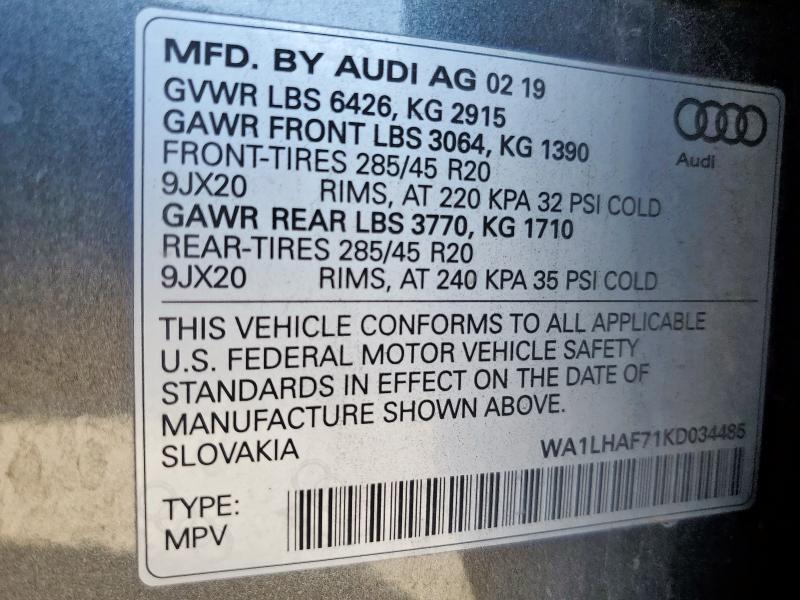 MFD. BY AUDI AG 02 19
GVWR LBS 6426, KG 2915
GAWR FRONT LBS 3064, KG 1390
FRONT-TIRES 285/45 R20
9JX20 RIMS, AT 220 KPA 32 PSI COLD
GAWR REAR LBS 3770, KG 1710
REAR-TIRES 285/45 R20
9JX20 RIMS, AT 240 KPA 35 PSI COLD
Audi
THIS VEHICLE CONFORMS TO ALL APPLICABLE
U.S. FEDERAL MOTOR VEHICLE SAFETY
STANDARDS IN EFFECT ON THE DATE OF
MANUFACTURE SHOWN ABOVE.
SLOVAKIA
WA1LHAF71KD034485
TYPE:
MPV